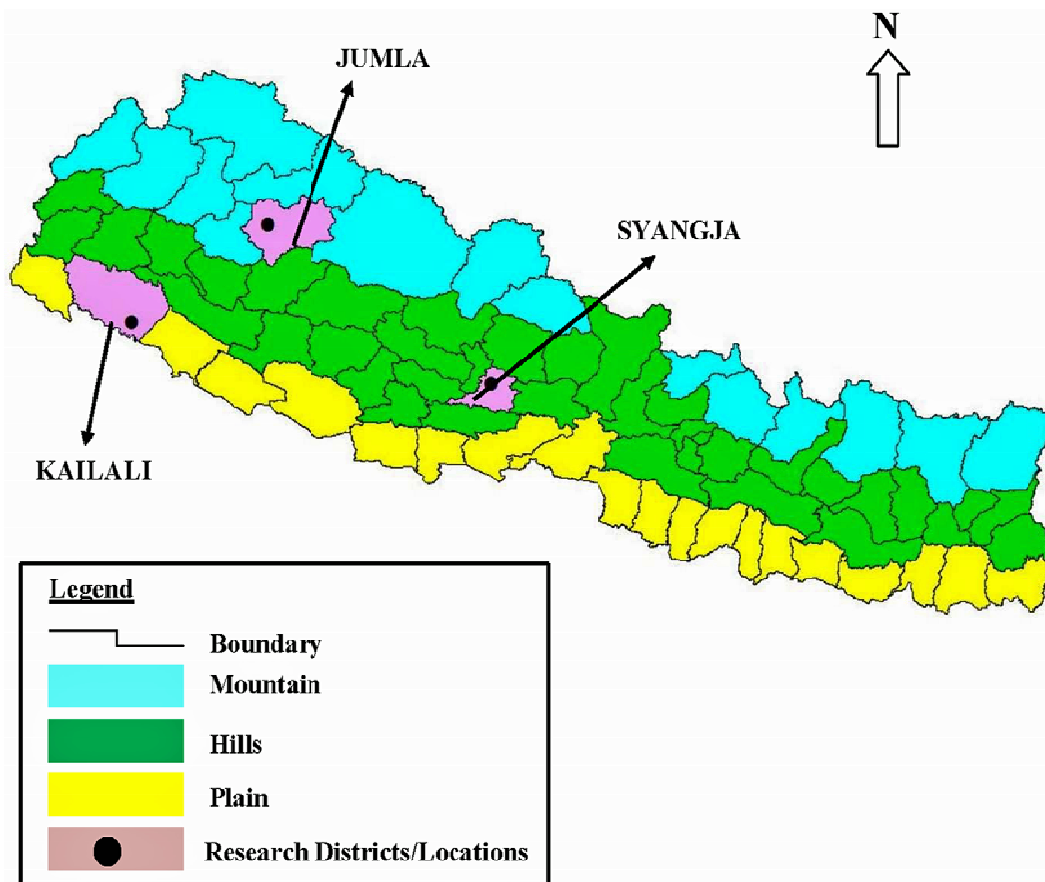 N
JUMLA
SYANGJA
KAILALI
Legend
Boundary
Mountain
Hills
Plain
Research Districts/Locations